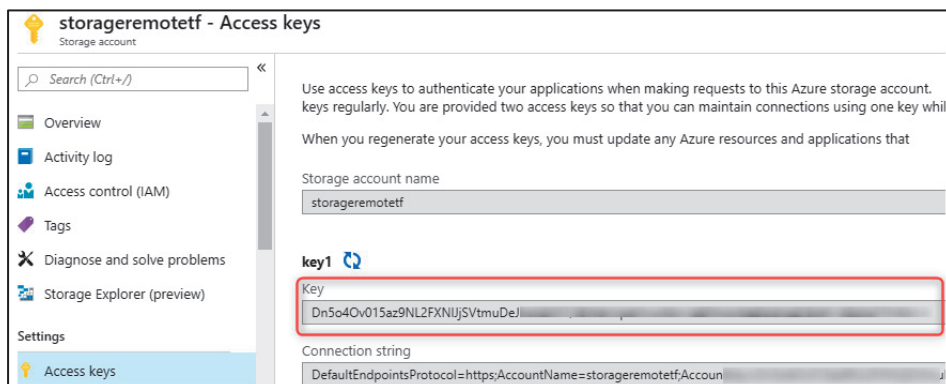 storageremotetf - Access keys
Storage account
Search (Ctrl+/)
«
Overview
Activity log
Access control (IAM)
Tags
Diagnose and solve problems
Storage Explorer (preview)
Settings
Access keys
Use access keys to authenticate your applications when making requests to this Azure storage account.
keys regularly. You are provided two access keys so that you can maintain connections using one key whil
When you regenerate your access keys, you must update any Azure resources and applications that
Storage account name
storageremotetf
key1
Key
Dn5o4Ov015az9NL2FXNIJjSVtmuDeJ
Connection string
DefaultEndpointsProtocol=https;AccountName=storageremotetf;Accoun